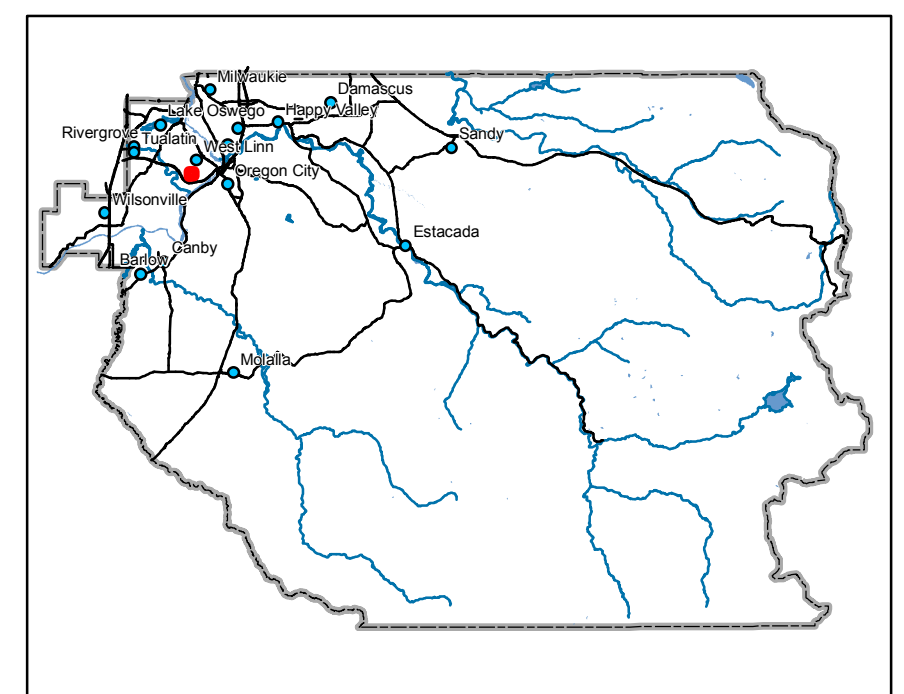 Milwaukie
Damascus
Lake Oswego
Happy Valley
Rivergrove
Tualatin
Sandy
West Linn
Oregon City
Wilsonville
Estacada
Canby
Barlow
Molalla